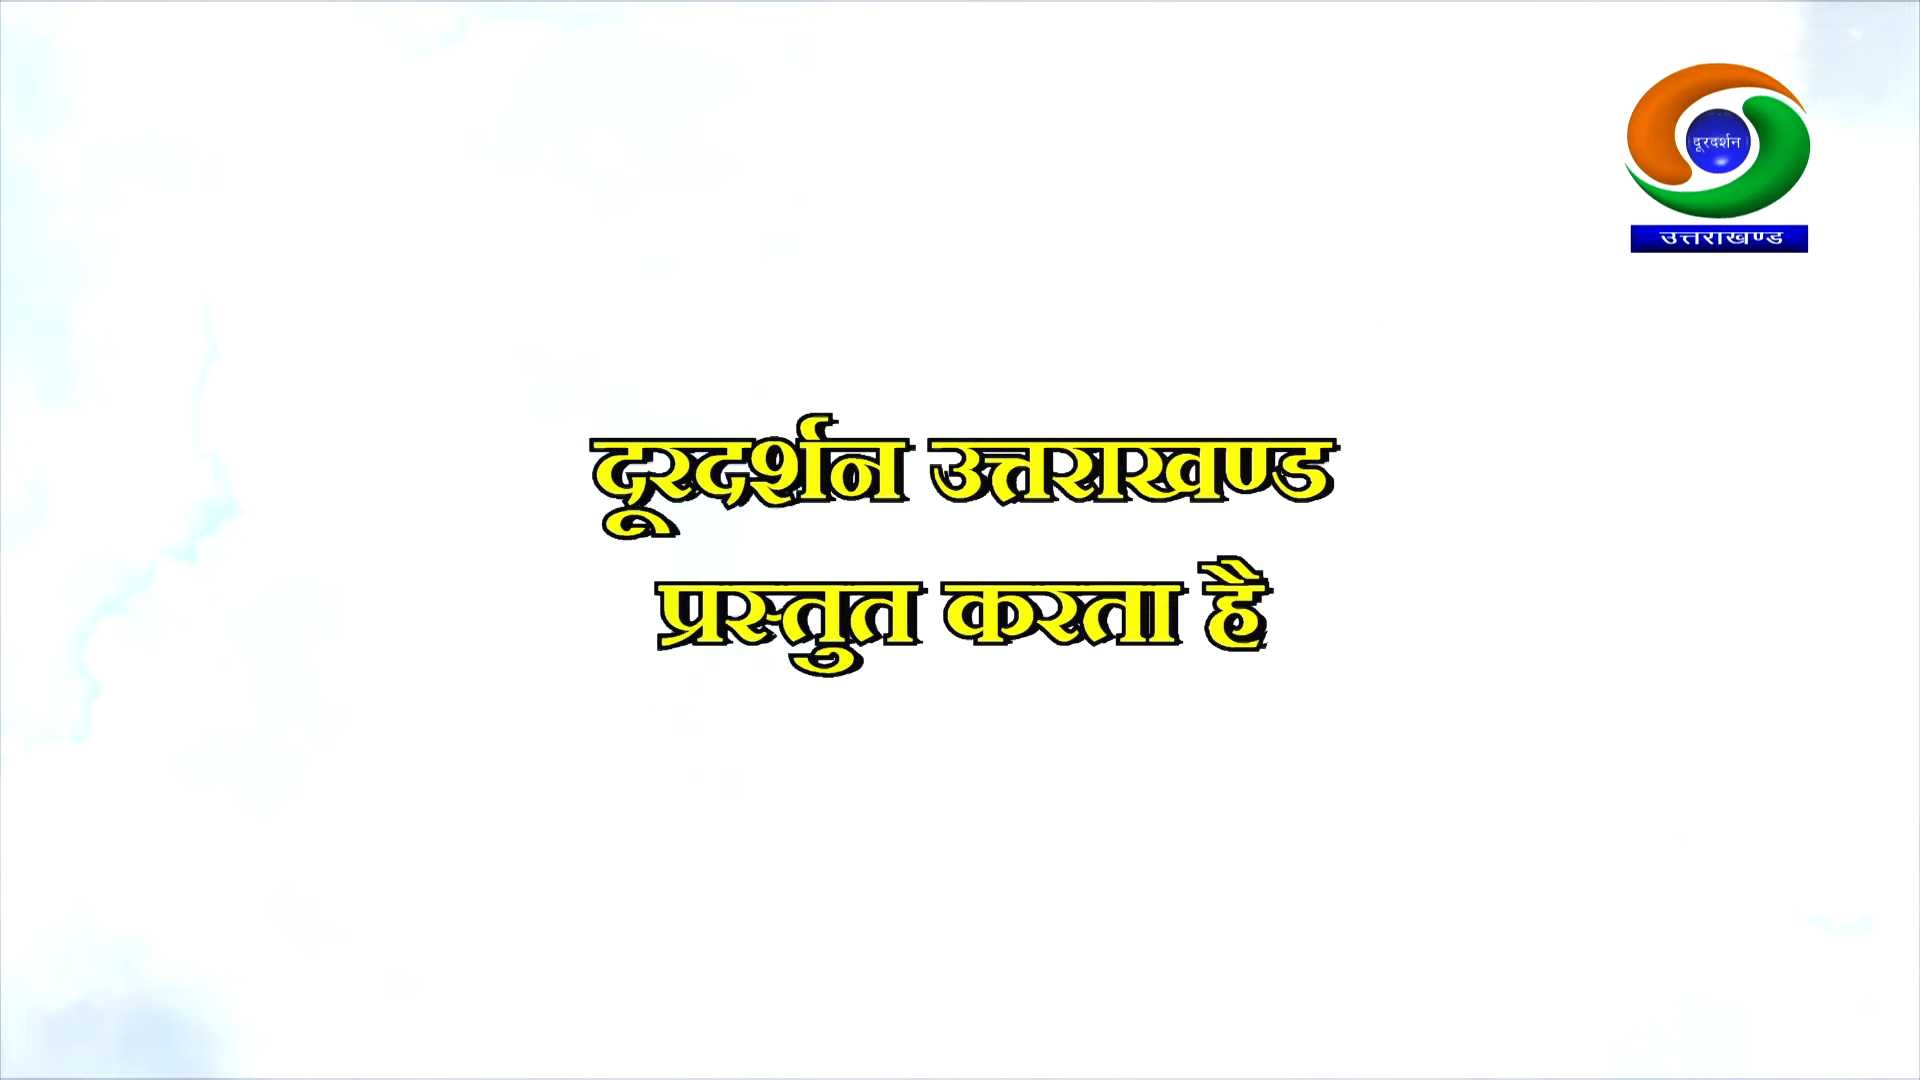 दूरदर्शन
उत्तराखण्ड
दूरदर्शन उत्तराखण्ड
प्रस्तुत करता है